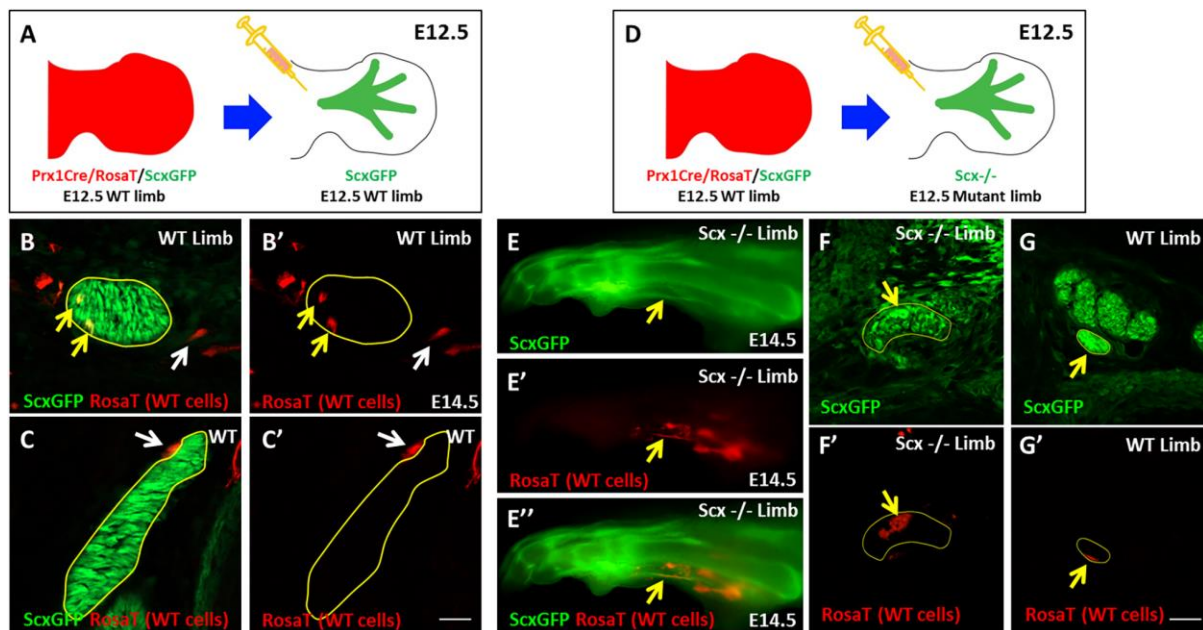 A
E12.5
Prx1Cre/RosaT/ScxGFP
E12.5 WT limb
ScxGFP
E12.5 WT limb
D
E12.5
Prx1Cre/RosaT/ScxGFP
E12.5 WT limb
Scx-/-
E12.5 Mutant limb
B
WT Limb
ScxGFP RosaT (WT cells)
B’
WT Limb
RosaT (WT cells)
E14.5
C
WT
ScxGFP RosaT (WT cells)
C’
WT
RosaT (WT cells)
E
Scx -/- Limb
ScxGFP
E14.5
E’
Scx -/- Limb
RosaT (WT cells)
E14.5
E’’
Scx -/- Limb
ScxGFP RosaT (WT cells)
E14.5
F
Scx -/- Limb
ScxGFP
G
WT Limb
ScxGFP
F’
Scx -/- Limb
RosaT (WT cells)
G’
WT Limb
RosaT (WT cells)